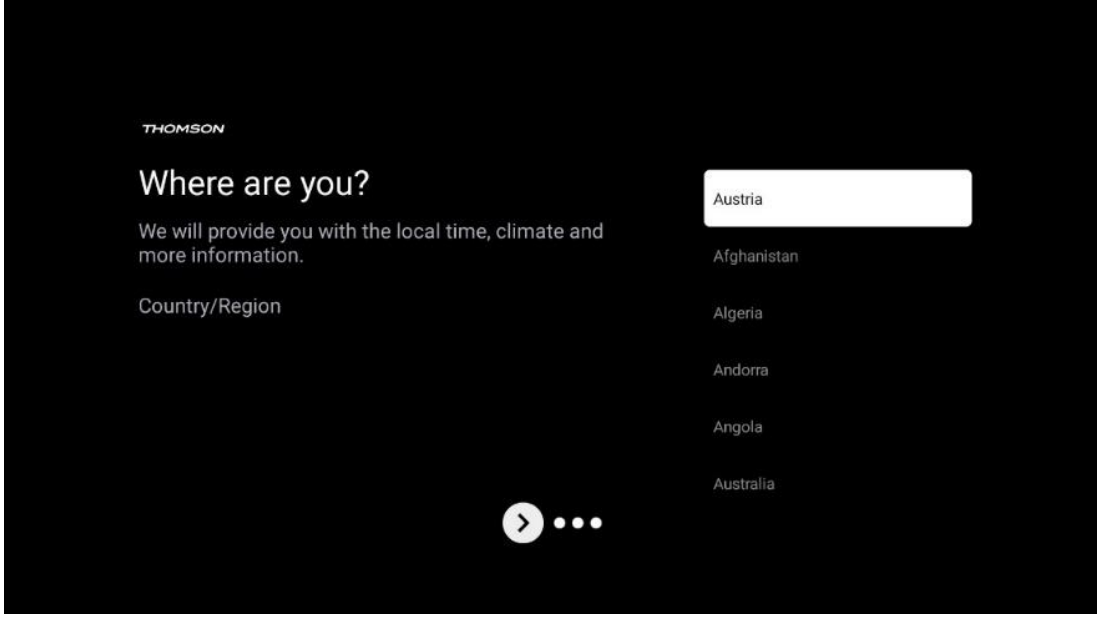 THOMSON
Where are you?
We will provide you with the local time, climate and
more information.
Country/Region
Austria
Afghanistan
Algeria
Andorra
Angola
Australia